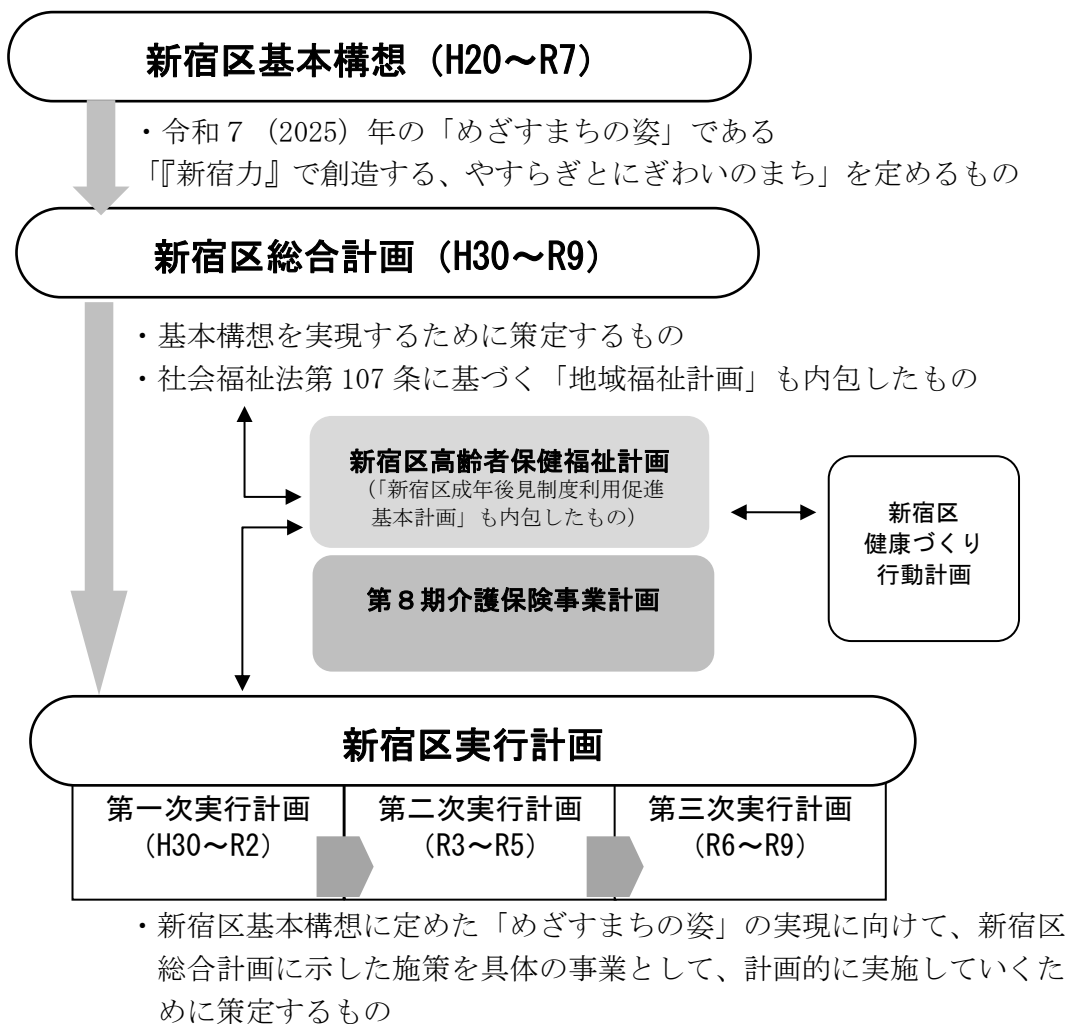 新宿区基本構想（H20～R7）
・令和７（2025）年の「めざすまちの姿」である
「『新宿力』で創造する、やすらぎとにぎわいのまち」を定めるもの
新宿区総合計画（H30～R9）
・基本構想を実現するために策定するもの
・社会福祉法第 107 条に基づく「地域福祉計画」も内包したもの
新宿区高齢者保健福祉計画
（「新宿区成年後見制度利用促進
基本計画」も内包したもの）
第８期介護保険事業計画
新宿区
健康づくり
行動計画
新宿区実行計画
第一次実行計画
（H30～R2）
第二次実行計画
（R3～R5）
第三次実行計画
（R6～R9）
・新宿区基本構想に定めた「めざすまちの姿」の実現に向けて、新宿区
総合計画に示した施策を具体の事業として、計画的に実施していくた
めに策定するもの